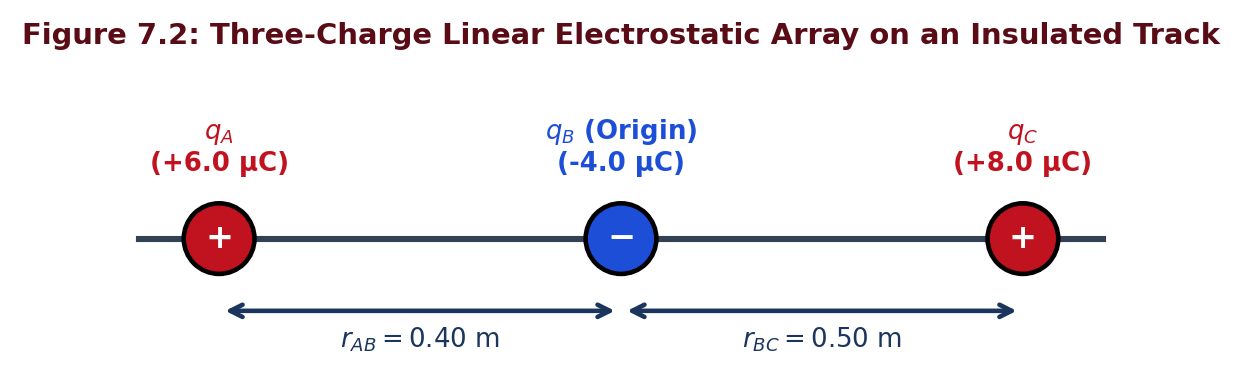 Figure 7.2: Three-Charge Linear Electrostatic Array on an Insulated Track
q_A
(+6.0 µC)
q_B (Origin)
(-4.0 µC)
q_C
(+8.0 µC)
+
−
+
r_AB = 0.40 m
r_BC = 0.50 m